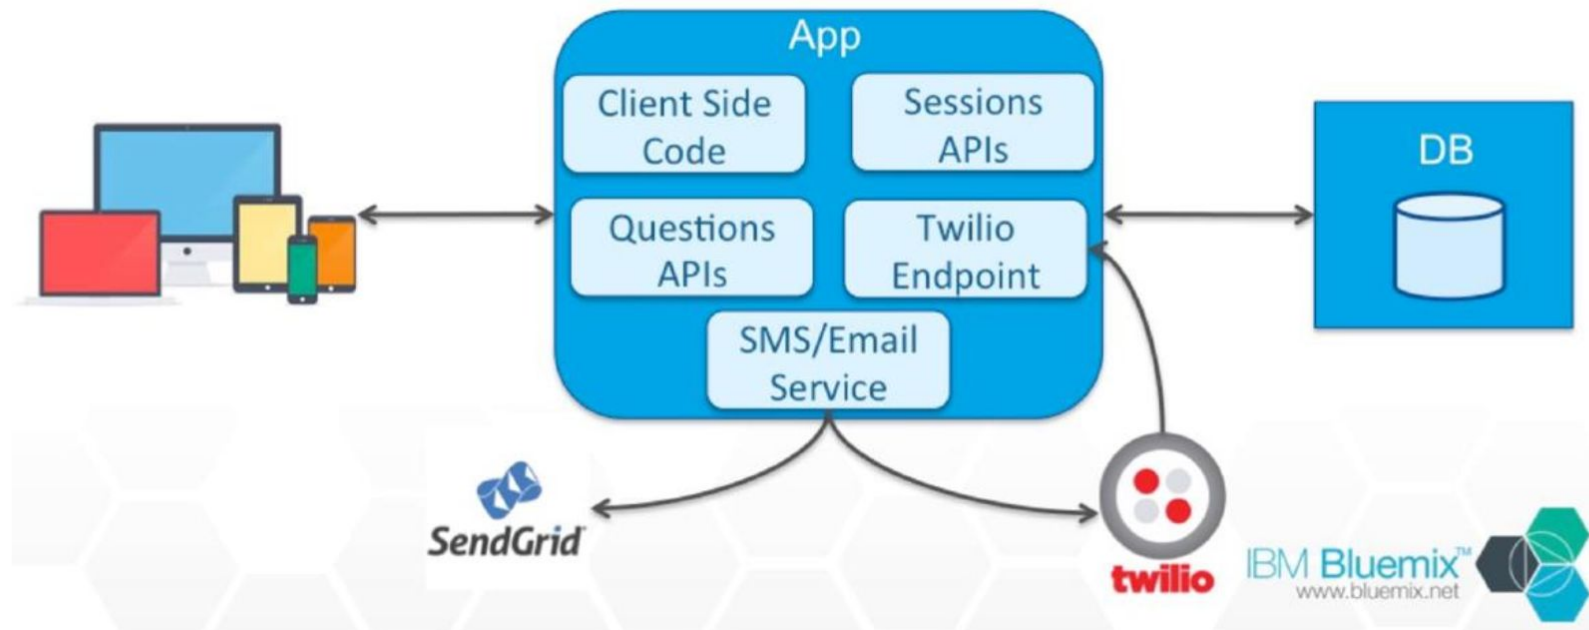 App
Client Side
Code
Sessions
APIs
Questions
APIs
Twilio
Endpoint
SMS/Email
Service
DB
SendGrid
twilio
IBM Bluemix™
www.bluemix.net